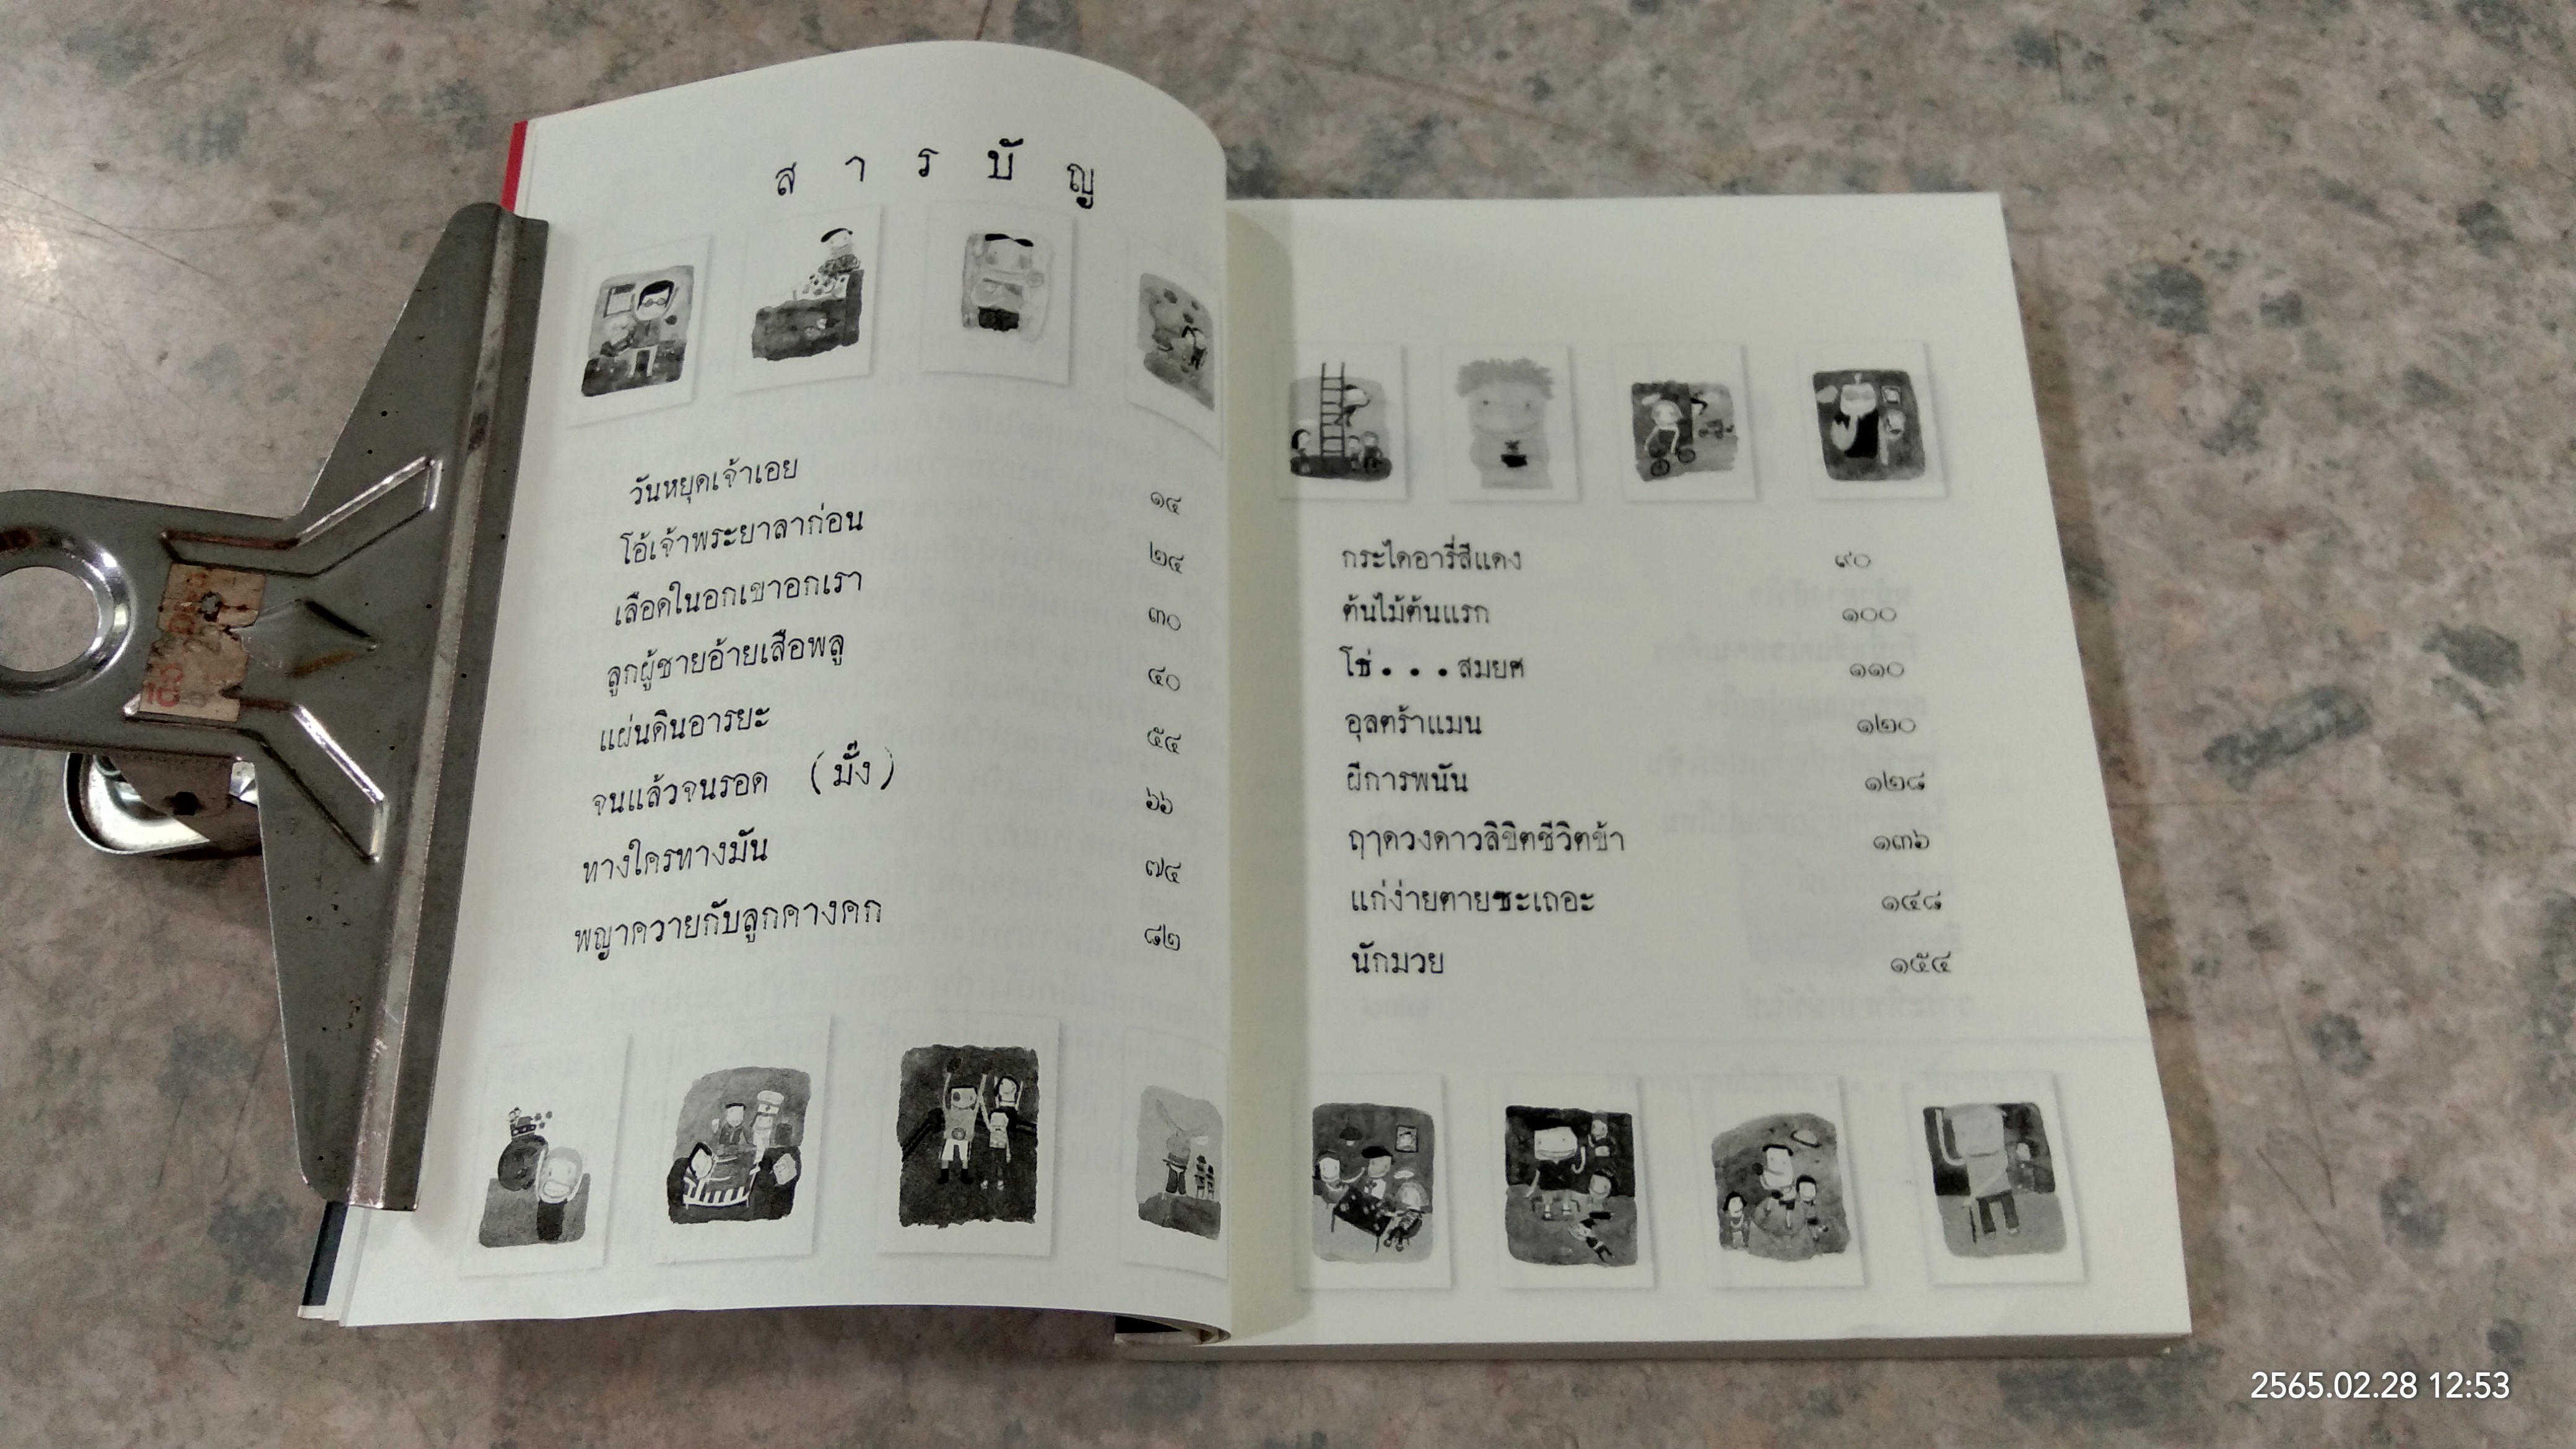 สารบัญ
วันหยุดเจ้าเอย ๑๔
โอ้เจ้าพระยาลาก่อน ๒๔
เลือดในอกเขาอกเรา ๓๐
ลูกผู้ชายอ้ายเสือพลู ๔๐
แผ่นดินอารยะ ๕๔
จนแล้วจนรอด (มั๊ง) ๖๖
ทางใครทางมัน ๗๔
พญาควายกับลูกคางคก ๘๒
กระไดอารี่สีแดง ๙๐
ต้นไม้ต้นแรก ๑๐๐
โซ่...สมยศ ๑๑๐
อุลตร้าแมน ๑๒๐
ผีการพนัน ๑๒๘
ฤๅดวงดาวลิขิตชีวิตข้า ๑๓๖
แก่ง่ายตายซะเถอะ ๑๔๘
นักมวย ๑๕๔
2565.02.28 12:53